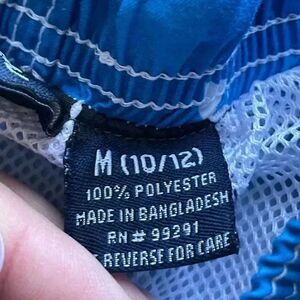 M (10/12)
100% POLYESTER
MADE IN BANGLADESH
RN# 99291
REVERSE FOR CARE